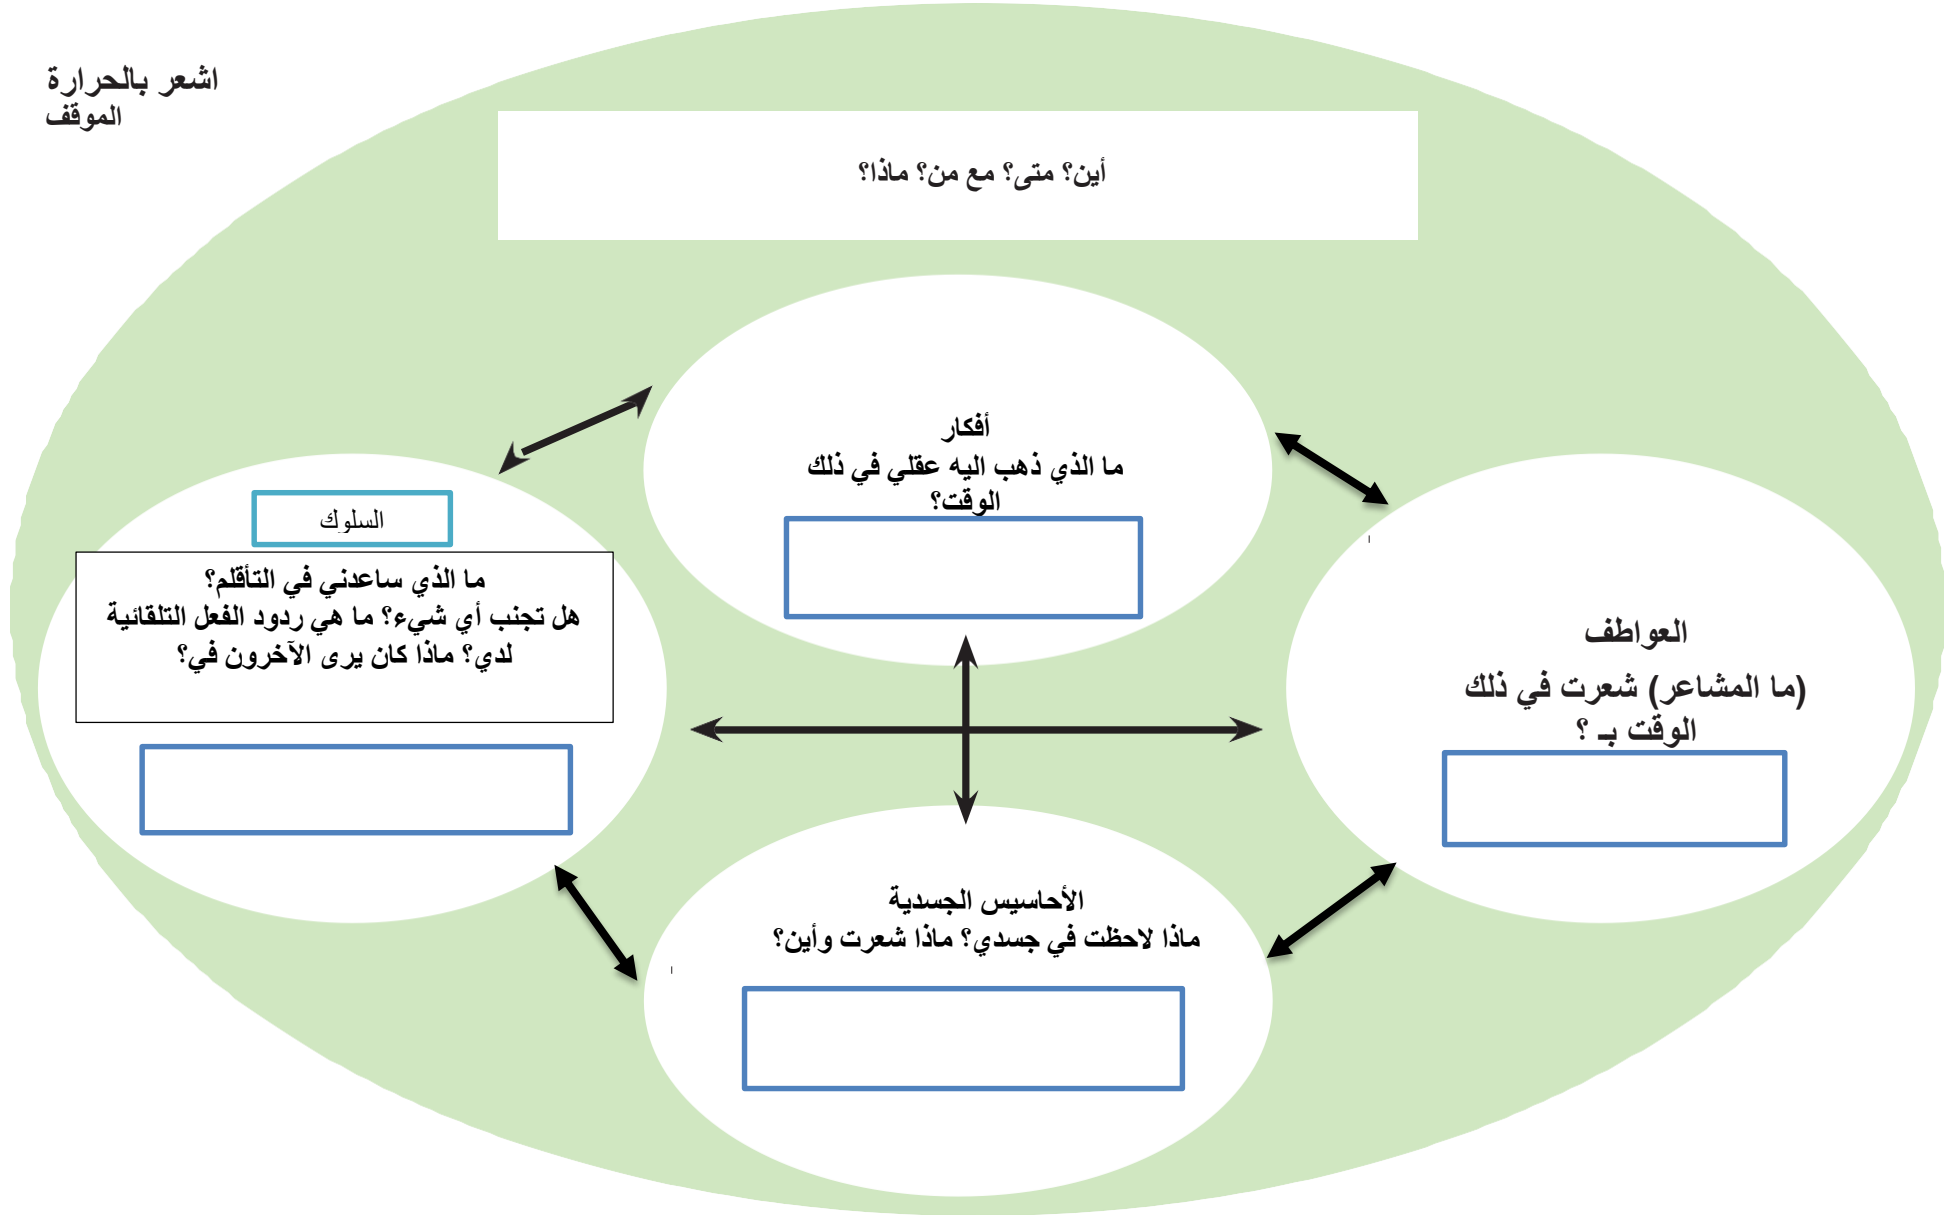 اشعر بالحرارة
الموقف
أين؟ متى؟ مع من؟ ماذا؟
أفكار
ما الذي ذهب اليه عقلي في ذلك
الوقت؟
العواطف
(ما المشاعر) شعرت في ذلك
الوقت بـ ؟
السلوك
ما الذي ساعدني في التأقلم؟
هل تجنب أي شيء؟ ما هي ردود الفعل التلقائية
لدي؟ ماذا كان يرى الآخرون في؟
الأحاسيس الجسدية
ماذا لاحظت في جسدي؟ ماذا شعرت وأين؟